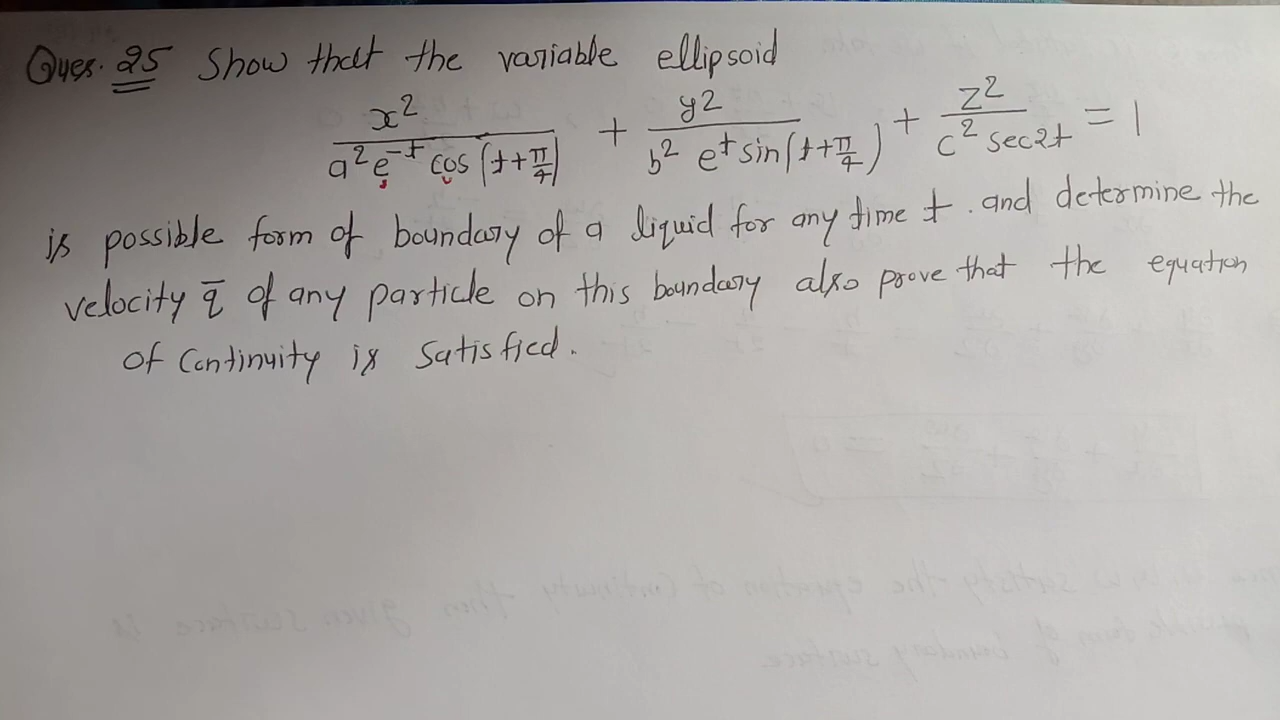 Ques. 25 Show that the variable ellipsoid
x²/(a²e^-t cos(t+π/4)) + y2/(b² e^t sin(t+π/4)) + z²/(c² sec2t) = 1
is possible form of boundary of a liquid for any time t. and determine the
velocity q̄ of any particle on this boundary also prove that the equation
of Continuity is Satisfied.